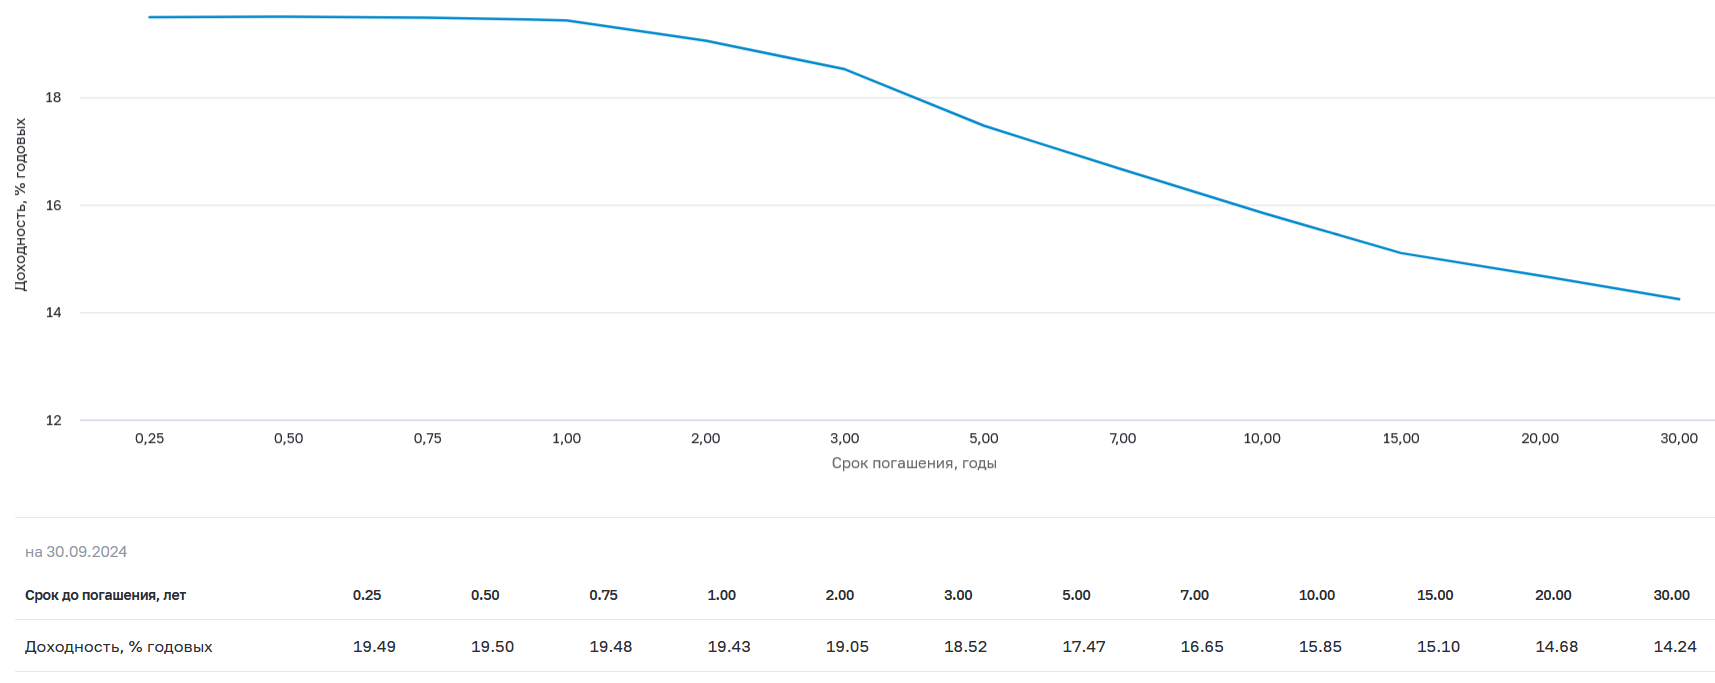 18
16
14
12
Доходность, % годовых
0,25 0,50 0,75 1,00 2,00 3,00 5,00 7,00 10,00 15,00 20,00 30,00
Срок погашения, годы
на 30.09.2024
Срок до погашения, лет 0.25 0.50 0.75 1.00 2.00 3.00 5.00 7.00 10.00 15.00 20.00 30.00
Доходность, % годовых 19.49 19.50 19.48 19.43 19.05 18.52 17.47 16.65 15.85 15.10 14.68 14.24